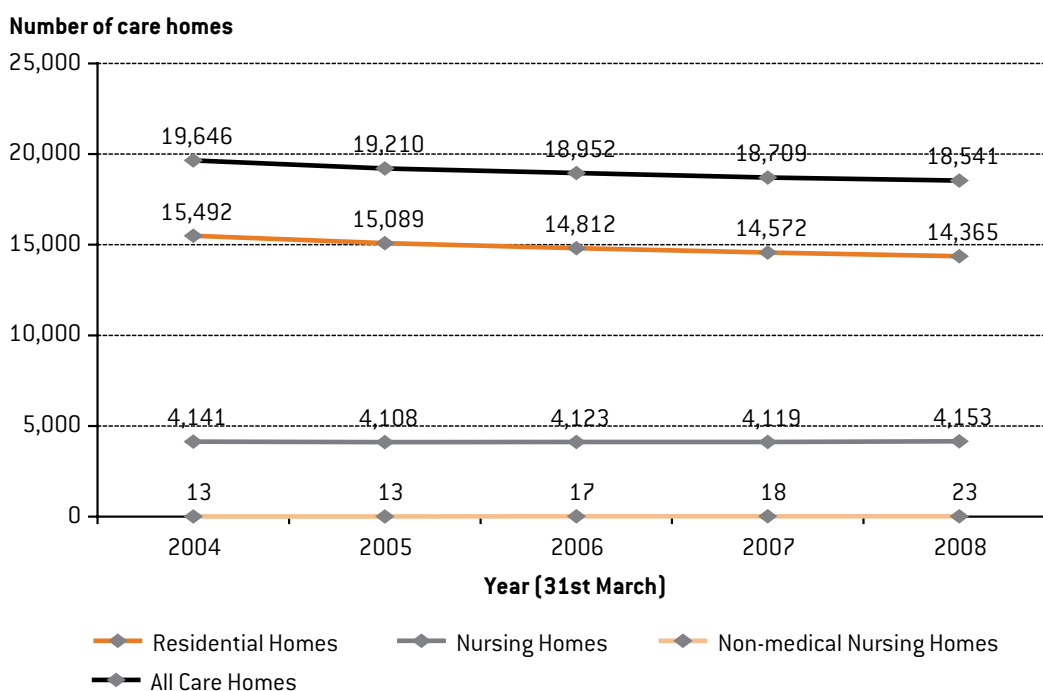 Number of care homes
25,000
19,646 19,210 18,952 18,709 18,541
20,000
15,492 15,089 14,812 14,572 14,365
15,000
10,000
4,141 4,108 4,123 4,119 4,153
5,000
13 13 17 18 23
0
2004 2005 2006 2007 2008
Year (31st March)
Residential Homes Nursing Homes Non-medical Nursing Homes
All Care Homes